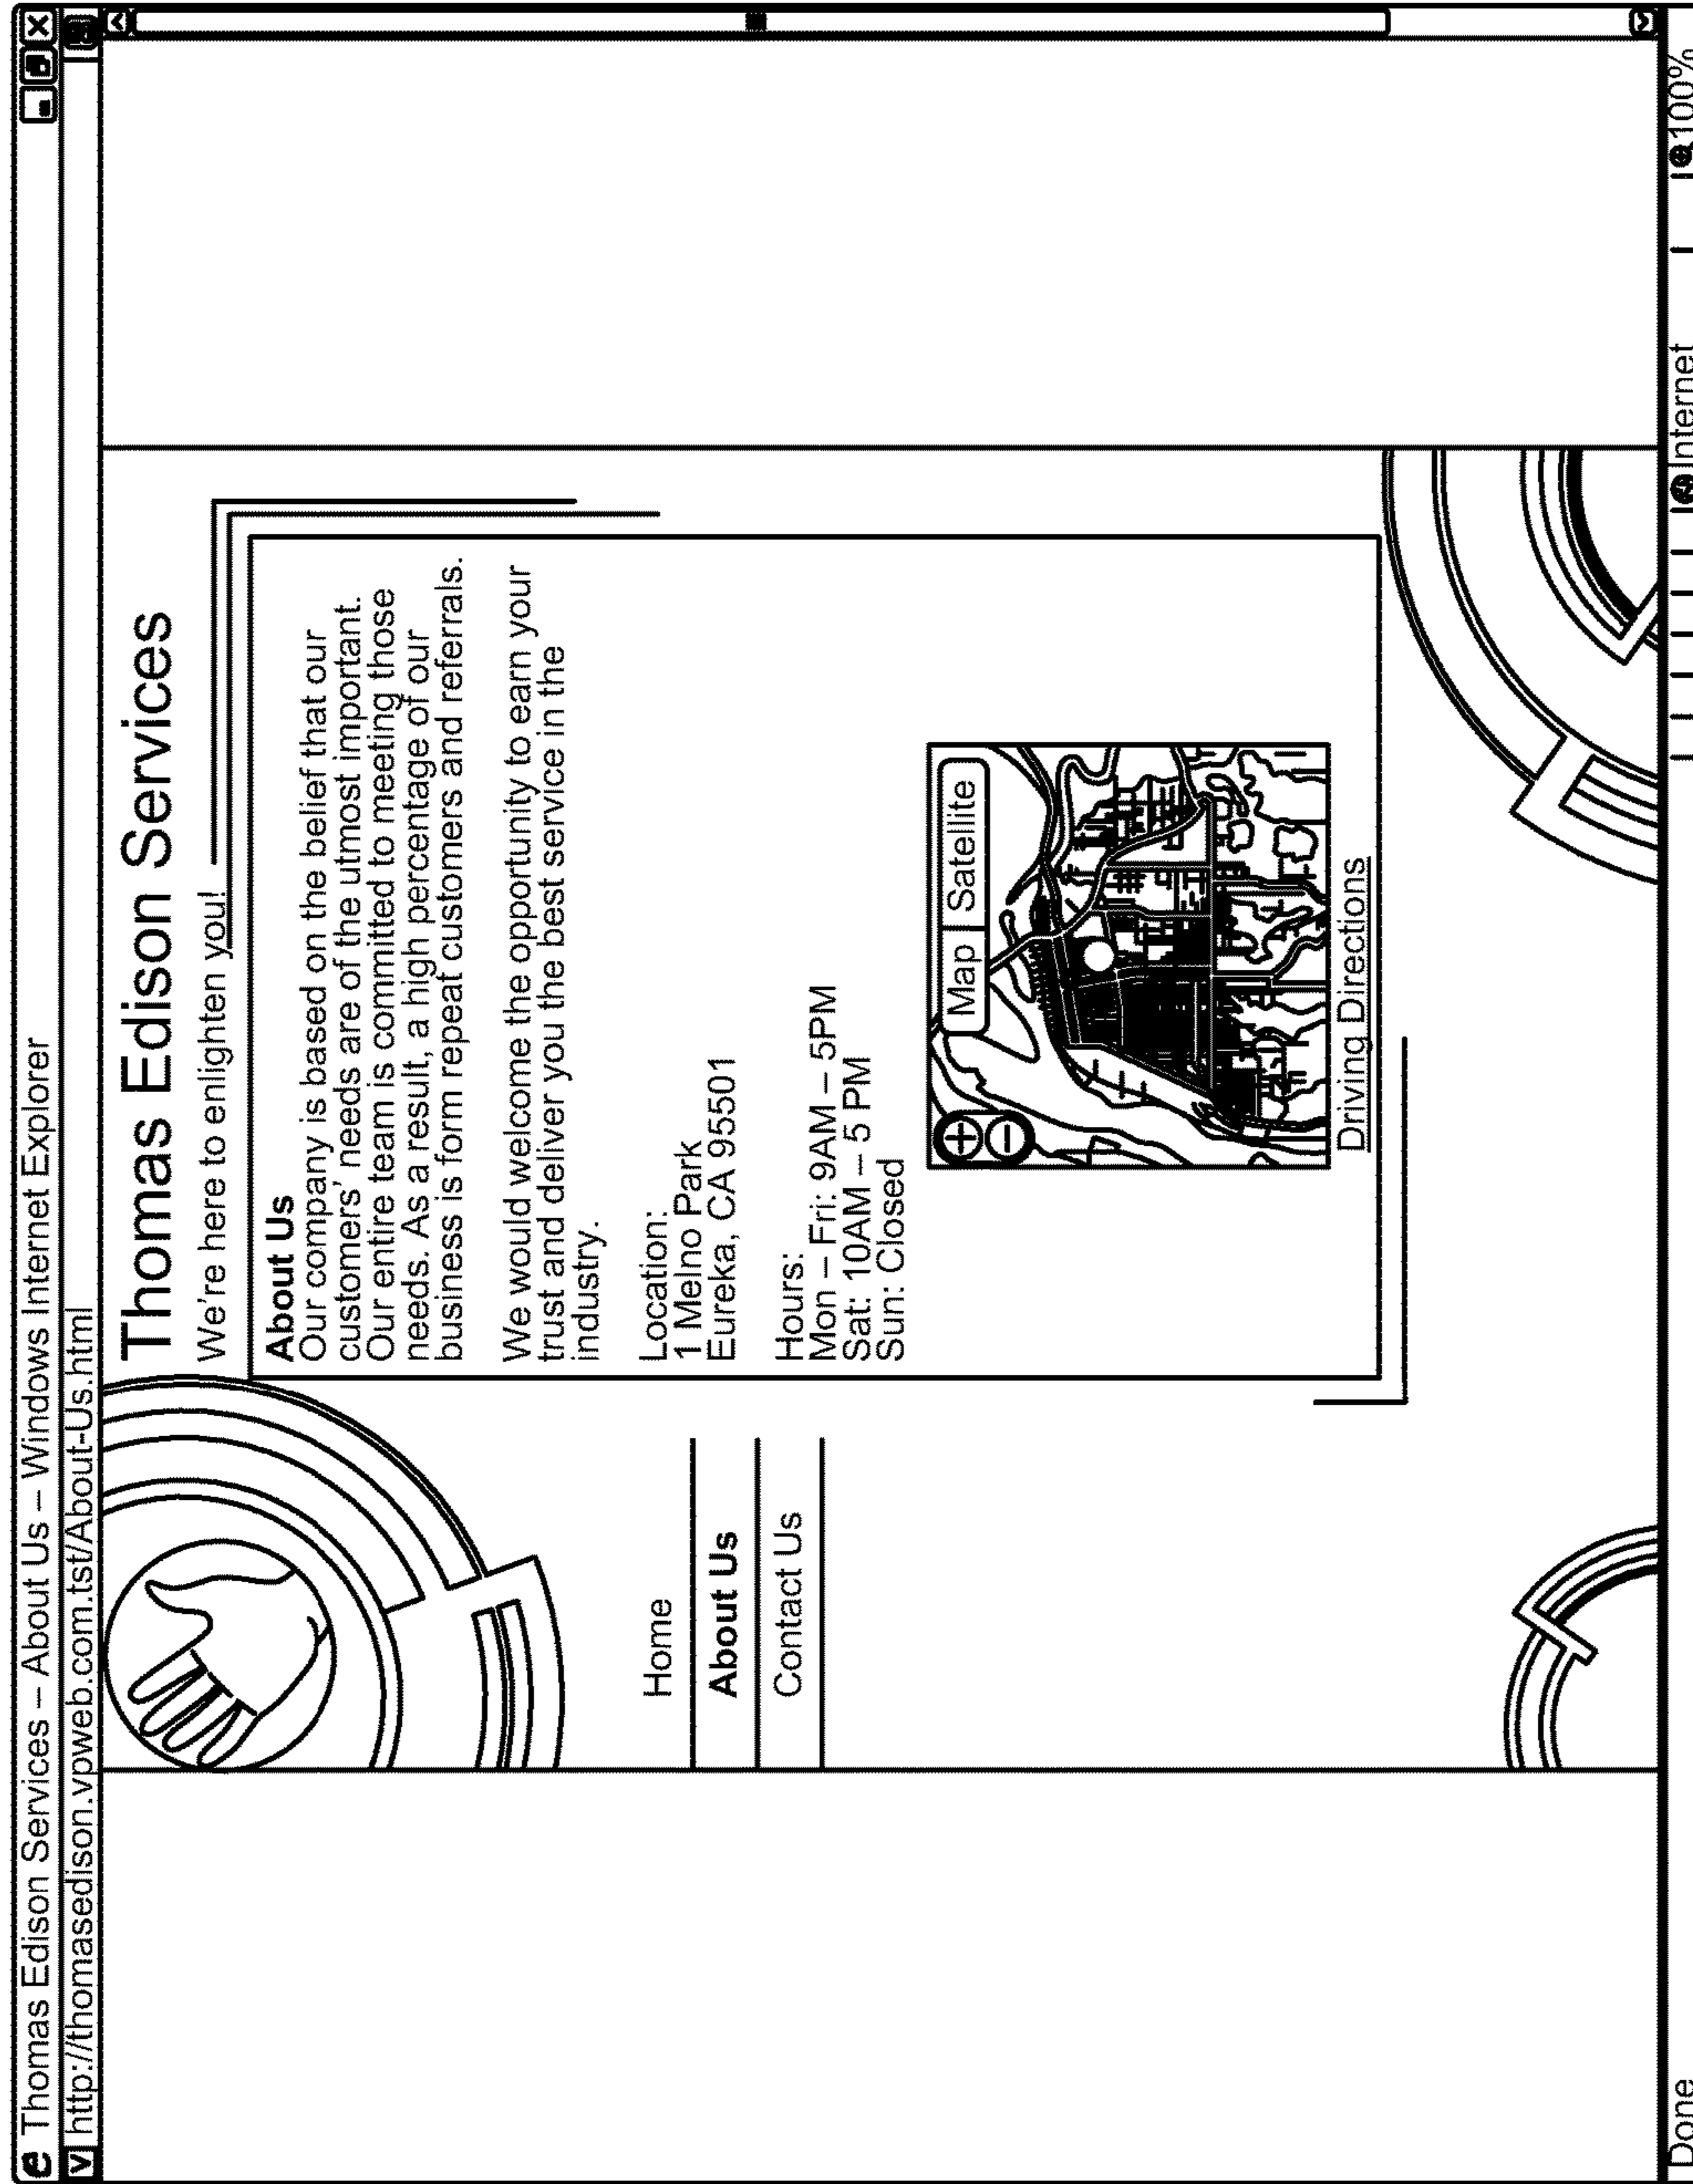 Thomas Edison Services – About Us – Windows Internet Explorer
http://thomasedison.vpweb.com.tst/About-Us.html
Thomas Edison Services
We're here to enlighten you!
Home
About Us
Contact Us
About Us
Our company is based on the belief that our
customers' needs are of the utmost important.
Our entire team is committed to meeting those
needs. As a result, a high percentage of our
business is form repeat customers and referrals.
We would welcome the opportunity to earn your
trust and deliver you the best service in the
industry.
Location:
1 Melno Park
Eureka, CA 95501
Hours:
Mon – Fri: 9AM – 5PM
Sat: 10AM – 5 PM
Sun: Closed
Map
Satellite
Driving Directions
Done
Internet
100%